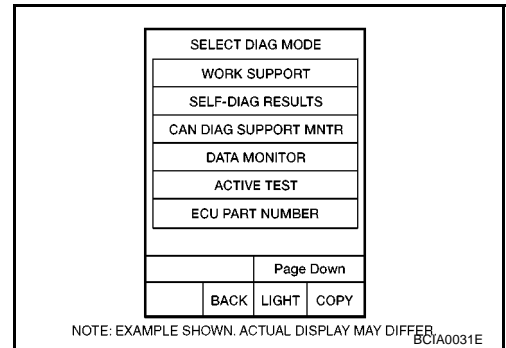 SELECT DIAG MODE
WORK SUPPORT
SELF-DIAG RESULTS
CAN DIAG SUPPORT MNTR
DATA MONITOR
ACTIVE TEST
ECU PART NUMBER
Page Down
BACK LIGHT COPY
NOTE: EXAMPLE SHOWN. ACTUAL DISPLAY MAY DIFFER.
BCIA0031E